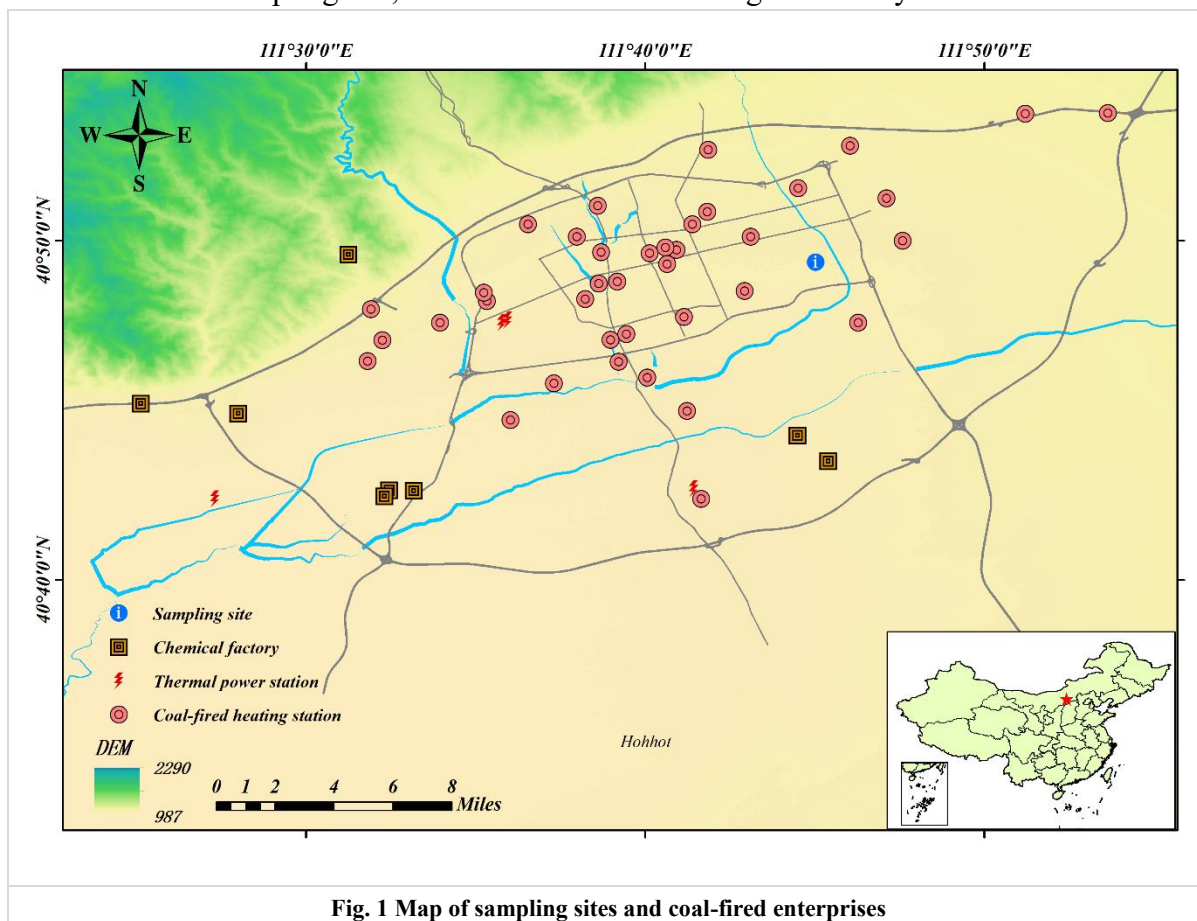 111°30'0"E 111°40'0"E 111°50'0"E
N
W E
S
40°50'0"N
40°40'0"N
Sampling site
Chemical factory
Thermal power station
Coal-fired heating station
DEM
2290
987
0 1 2 4 6 8
Miles
Hohhot
Fig. 1 Map of sampling sites and coal-fired enterprises